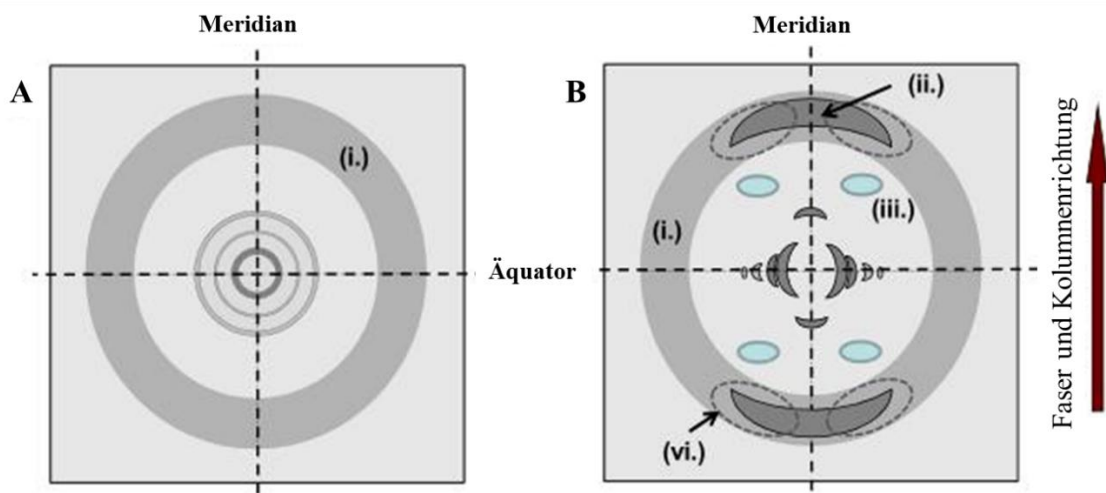 Meridian
Meridian
A
(i.)
B
(ii.)
(iii.)
(i.)
Äquator
(vi.)
Faser und Kolumnenrichtung